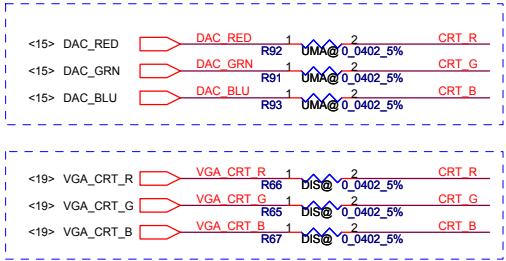 <15> DAC_RED DAC_RED 1 2 CRT_R
R92 UMA@ 0_0402_5%
<15> DAC_GRN DAC_GRN 1 2 CRT_G
R91 UMA@ 0_0402_5%
<15> DAC_BLU DAC_BLU 1 2 CRT_B
R93 UMA@ 0_0402_5%
<19> VGA_CRT_R VGA_CRT_R 1 2 CRT_R
R66 DIS@ 0_0402_5%
<19> VGA_CRT_G VGA_CRT_G 1 2 CRT_G
R65 DIS@ 0_0402_5%
<19> VGA_CRT_B VGA_CRT_B 1 2 CRT_B
R67 DIS@ 0_0402_5%